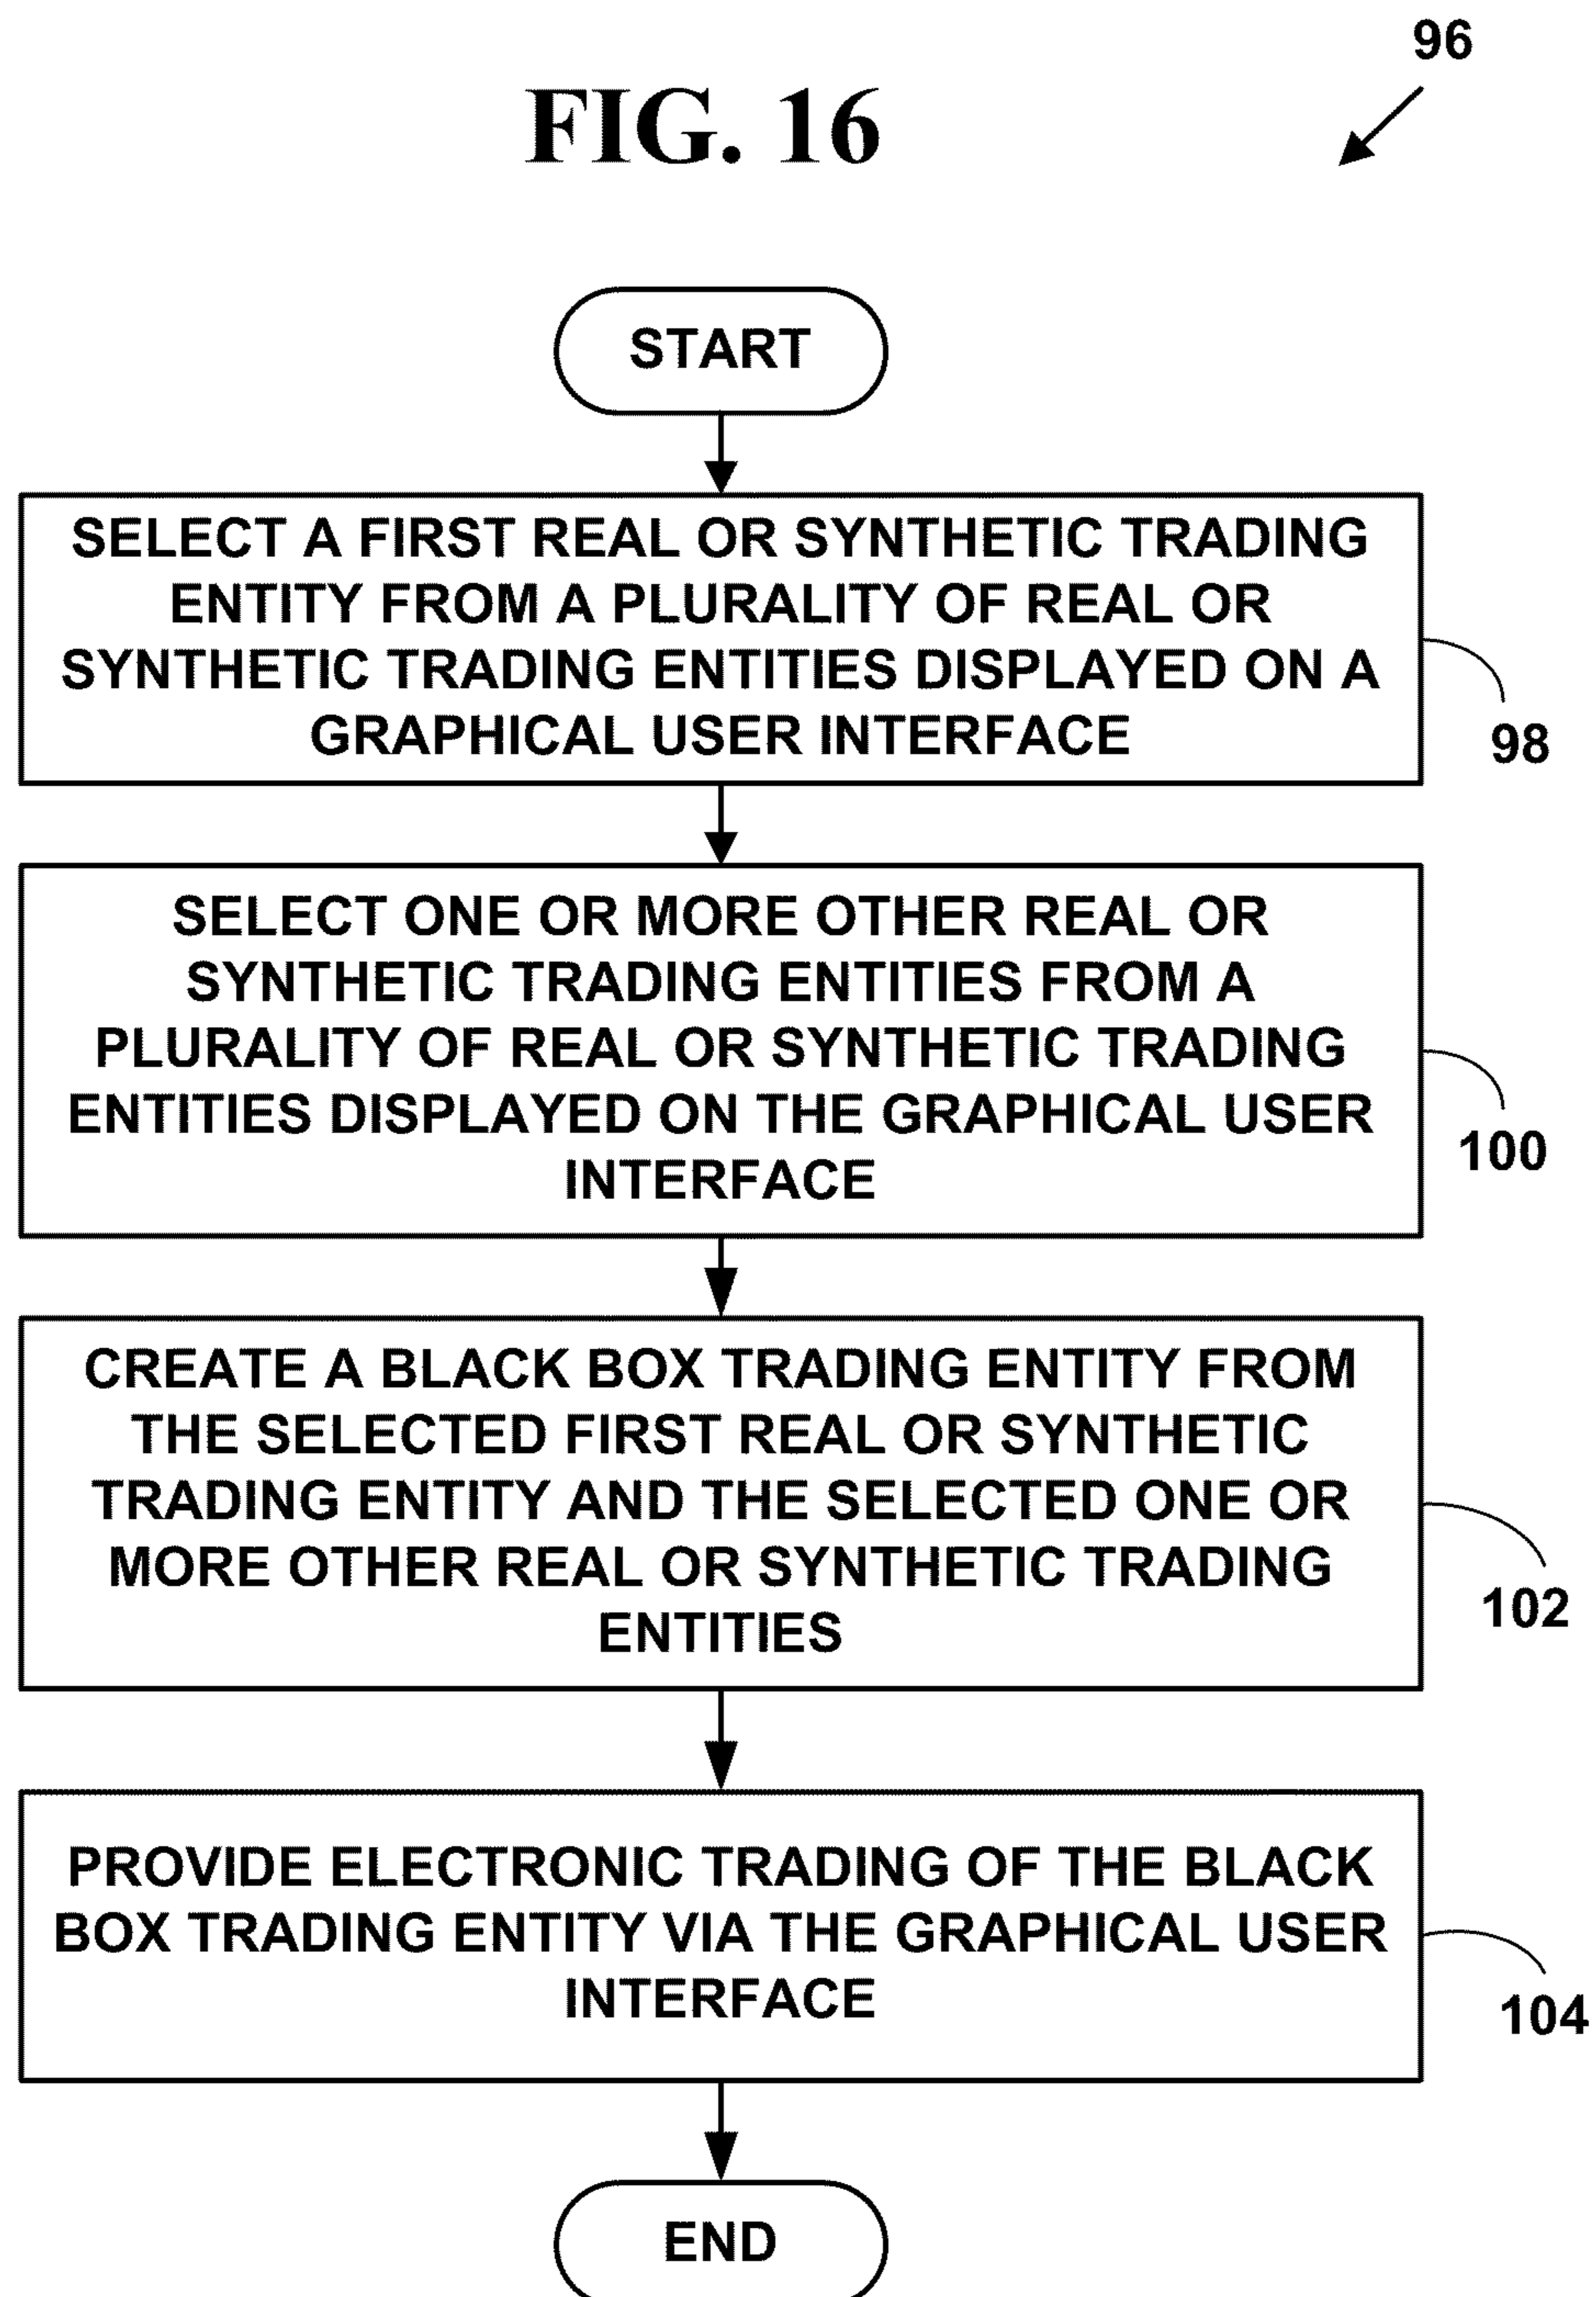 96
FIG. 16
START
SELECT A FIRST REAL OR SYNTHETIC TRADING
ENTITY FROM A PLURALITY OF REAL OR
SYNTHETIC TRADING ENTITIES DISPLAYED ON A
GRAPHICAL USER INTERFACE
98
SELECT ONE OR MORE OTHER REAL OR
SYNTHETIC TRADING ENTITIES FROM A
PLURALITY OF REAL OR SYNTHETIC TRADING
ENTITIES DISPLAYED ON THE GRAPHICAL USER
INTERFACE
100
CREATE A BLACK BOX TRADING ENTITY FROM
THE SELECTED FIRST REAL OR SYNTHETIC
TRADING ENTITY AND THE SELECTED ONE OR
MORE OTHER REAL OR SYNTHETIC TRADING
ENTITIES
102
PROVIDE ELECTRONIC TRADING OF THE BLACK
BOX TRADING ENTITY VIA THE GRAPHICAL USER
INTERFACE
104
END